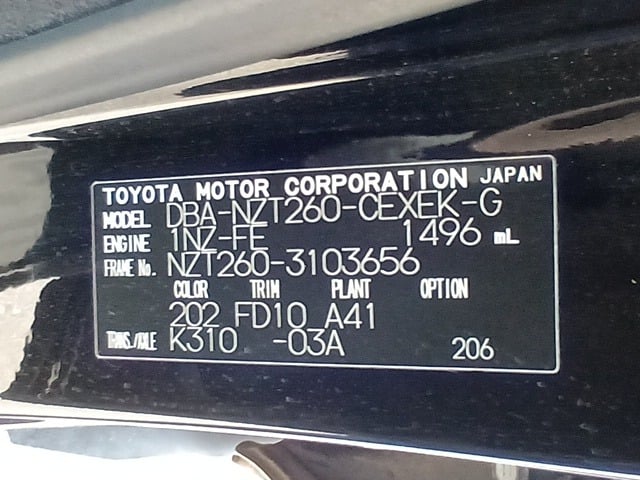 TOYOTA MOTOR CORPORATION JAPAN
MODEL DBA-NZT260-CEXEK-G
ENGINE 1NZ-FE 1496 mL
FRAME No. NZT260-3103656
COLOR TRIM PLANT OPTION
202 FD10 A41
TRANS./AXLE K310 -03A 206